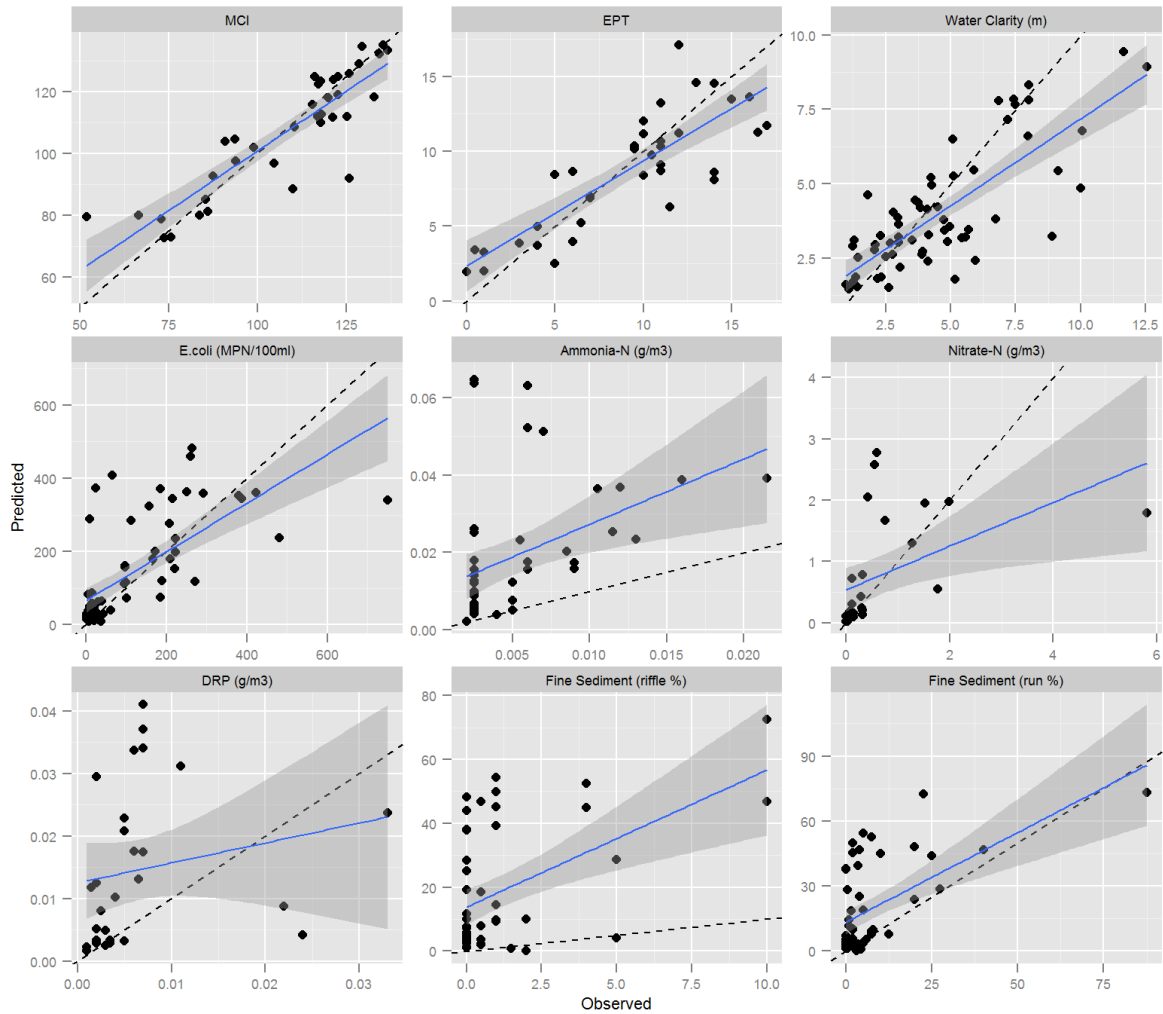 MCI EPT Water Clarity (m)
120
100
80
60
50 75 100 125
15
10
5
0
0 5 10 15
10.0
7.5
5.0
2.5
2.5 5.0 7.5 10.0 12.5
E.coli (MPN/100ml) Ammonia-N (g/m3) Nitrate-N (g/m3)
600
400
200
0
0 200 400 600
0.06
0.04
0.02
0.00
0.005 0.010 0.015 0.020
4
3
2
1
0
0 2 4 6
Predicted
DRP (g/m3) Fine Sediment (riffle %) Fine Sediment (run %)
0.04
0.03
0.02
0.01
0.00
0.00 0.01 0.02 0.03
80
60
40
20
0
0.0 2.5 5.0 7.5 10.0
90
60
30
0
0 25 50 75
Observed